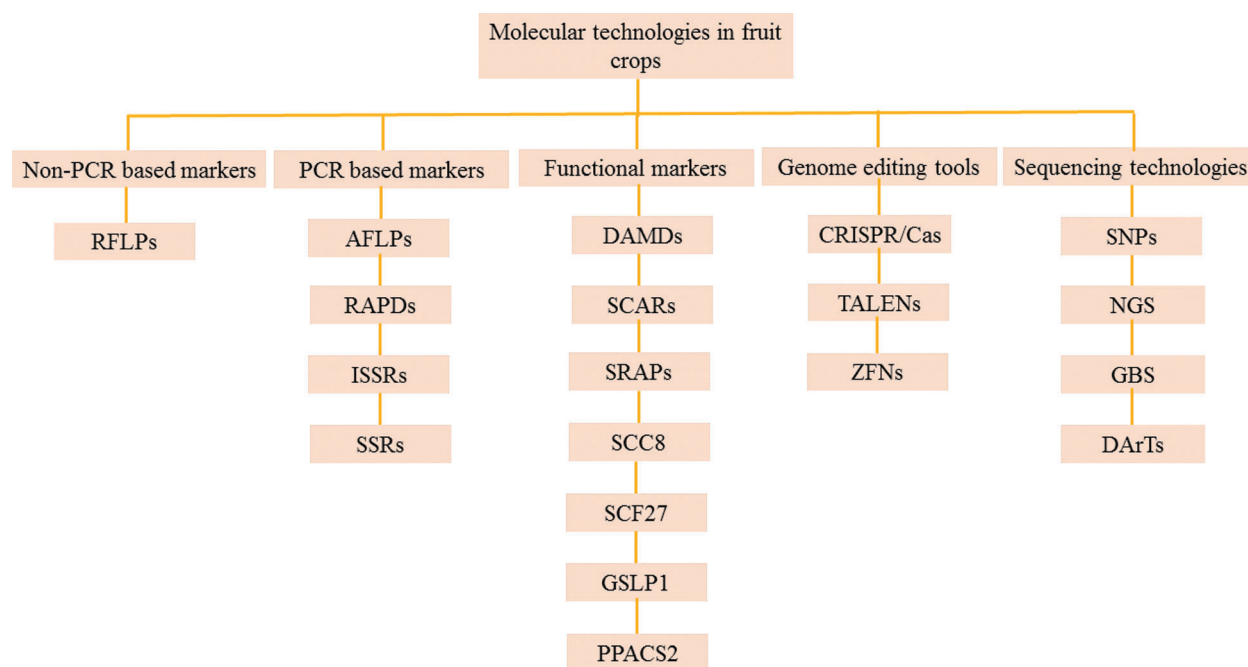 Molecular technologies in fruit
crops
Non-PCR based markers
PCR based markers
Functional markers
Genome editing tools
Sequencing technologies
RFLPs
AFLPs
RAPDs
ISSRs
SSRs
DAMDs
SCARs
SRAPs
SCC8
SCF27
GSLP1
PPACS2
CRISPR/Cas
TALENs
ZFNs
SNPs
NGS
GBS
DArTs